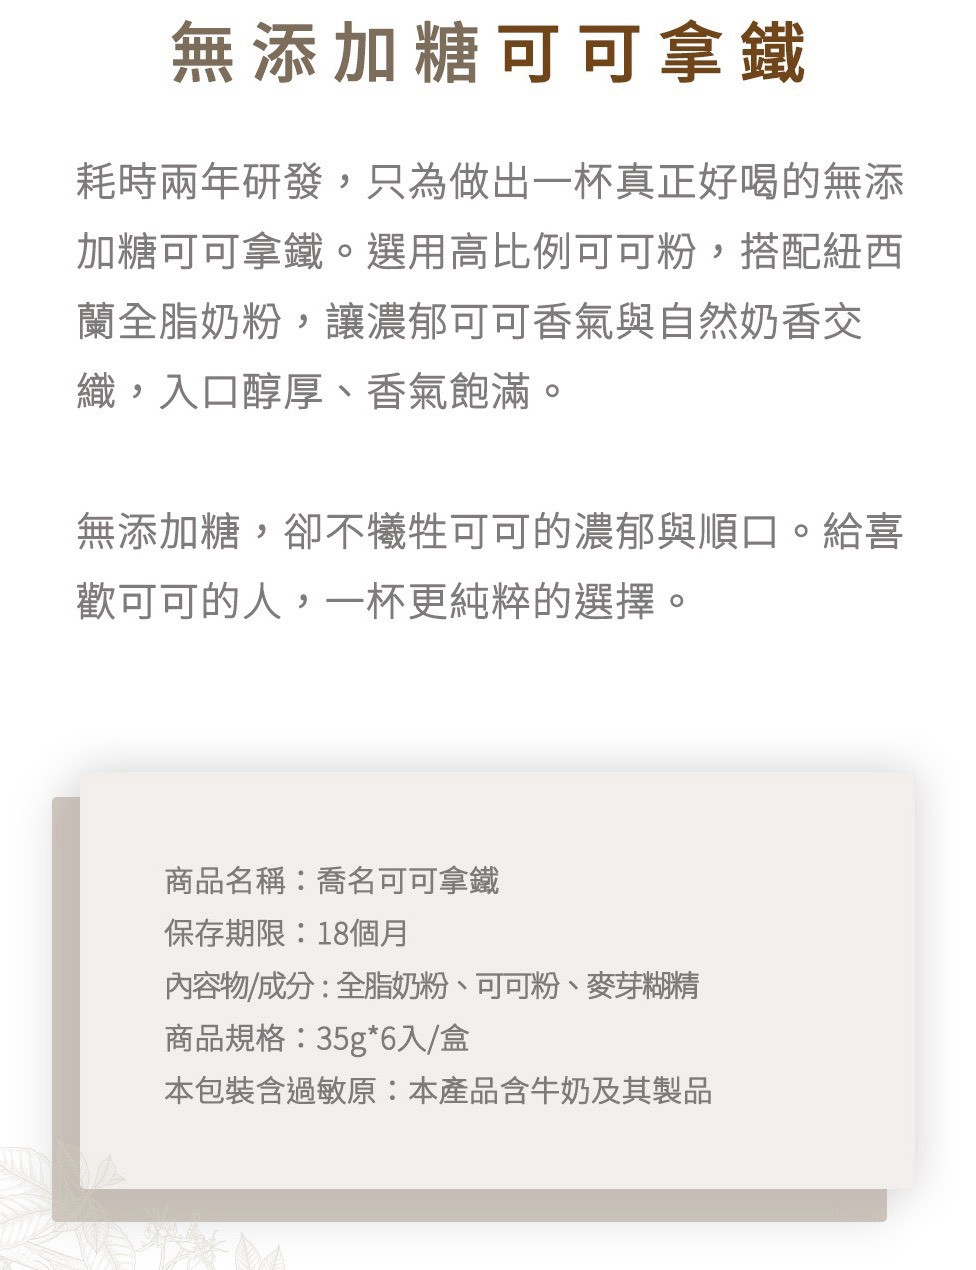 無添加糖可可拿鐵
耗時兩年研發，只為做出一杯真正好喝的無添
加糖可可拿鐵。選用高比例可可粉，搭配紐西
蘭全脂奶粉，讓濃郁可可香氣與自然奶香交
織，入口醇厚、香氣飽滿。
無添加糖，卻不犧牲可可的濃郁與順口。給喜
歡可可的人，一杯更純粹的選擇。
商品名稱：喬名可可拿鐵
保存期限：18個月
內容物/成分 : 全脂奶粉、可可粉、麥芽糊精
商品規格：35g*6入/盒
本包裝含過敏原：本產品含牛奶及其製品